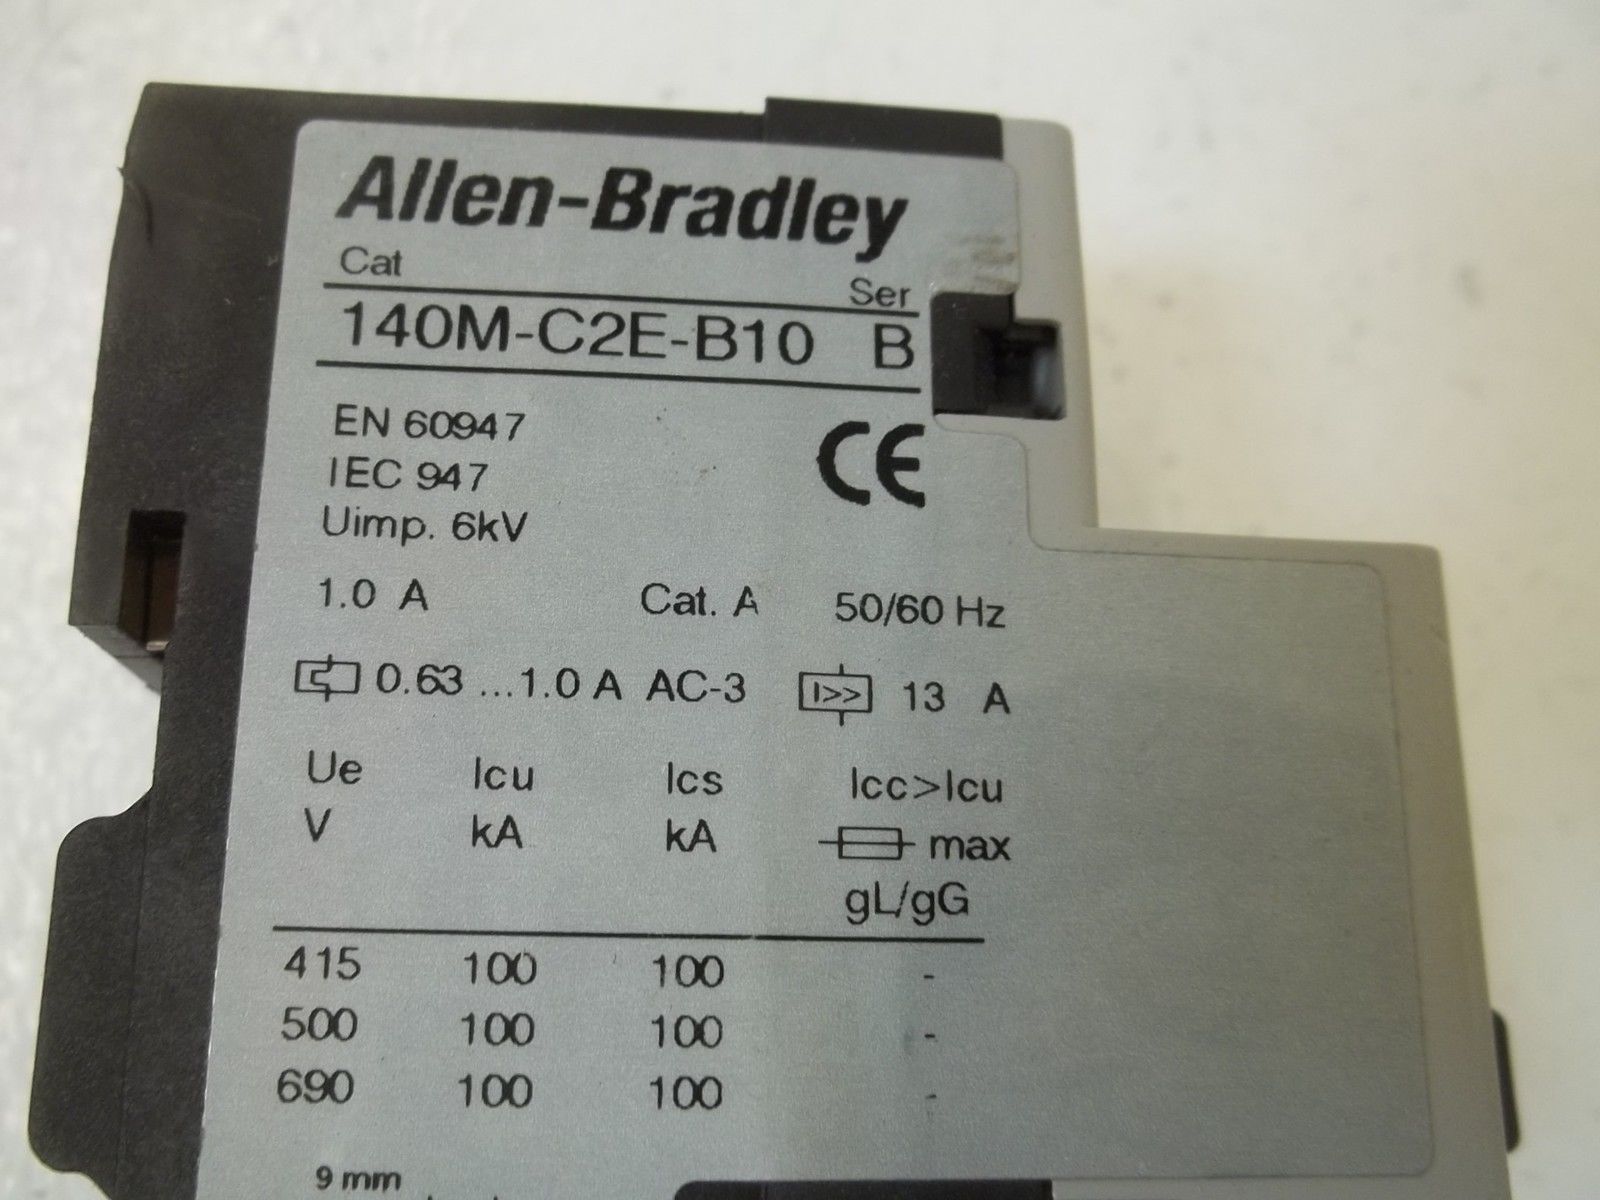 Allen-Bradley
Cat Ser
140M-C2E-B10 B
EN 60947
IEC 947
Uimp. 6kV
CE
1.0 A Cat. A 50/60 Hz
0.63 ...1.0 A AC-3 I>> 13 A
Ue Icu Ics Icc>Icu
V kA kA max
gL/gG
415 100 100 -
500 100 100 -
690 100 100 -
9 mm